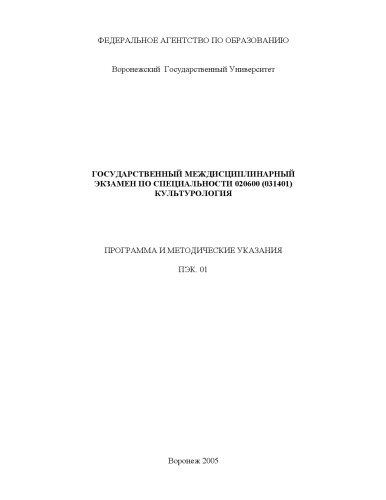 ФЕДЕРАЛЬНОЕ АГЕНТСТВО ПО ОБРАЗОВАНИЮ
Воронежский Государственный Университет
ГОСУДАРСТВЕННЫЙ МЕЖДИСЦИПЛИНАРНЫЙ
ЭКЗАМЕН ПО СПЕЦИАЛЬНОСТИ 020600 (031401)
КУЛЬТУРОЛОГИЯ
ПРОГРАММА И МЕТОДИЧЕСКИЕ УКАЗАНИЯ
ПЭК. 01
Воронеж 2005